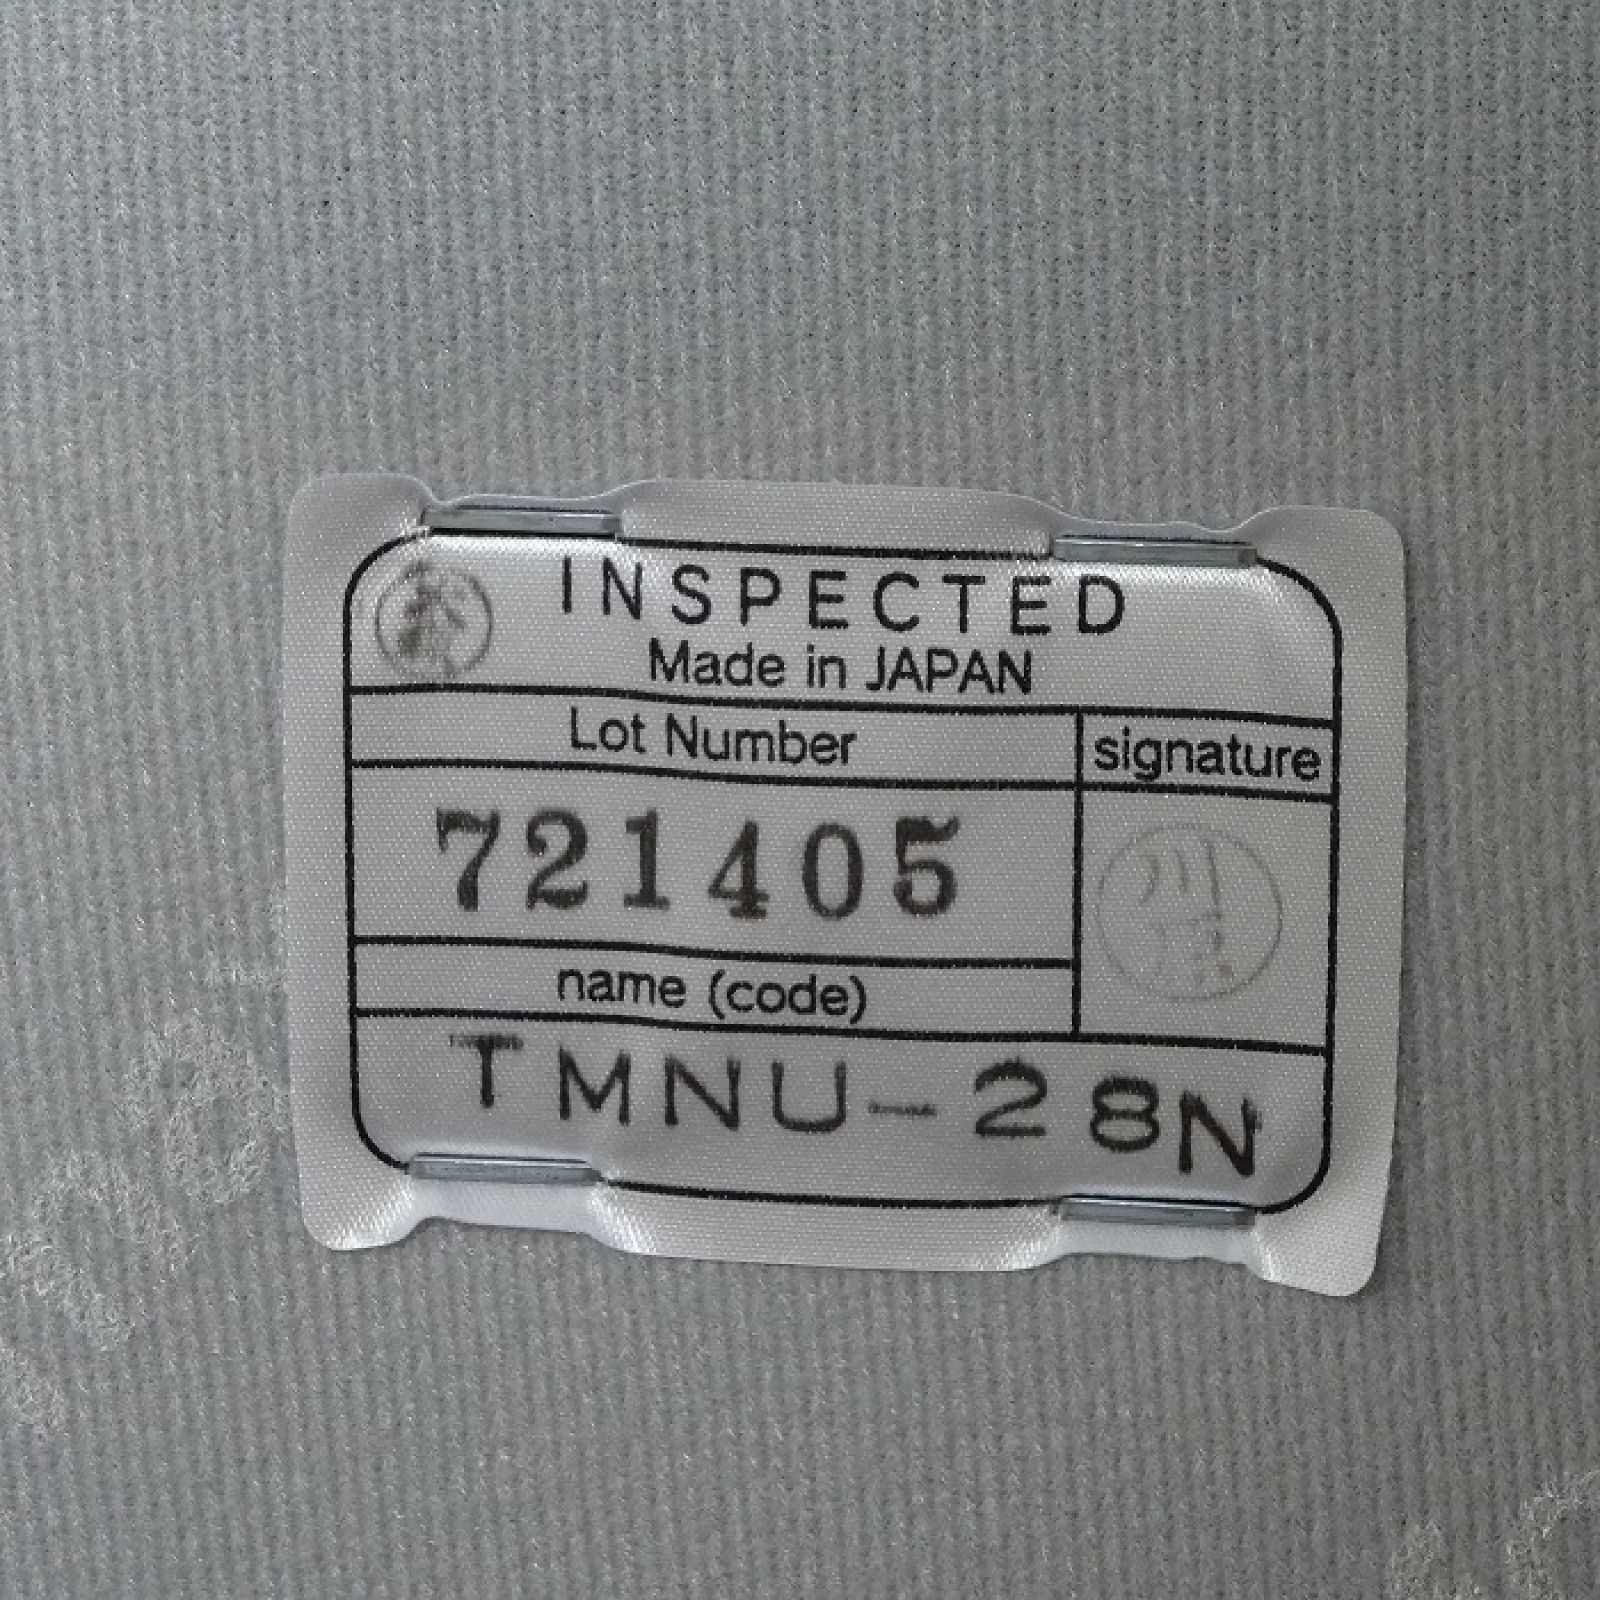 INSPECTED
Made in JAPAN
Lot Number
signature
721405
name (code)
TMNU-28N